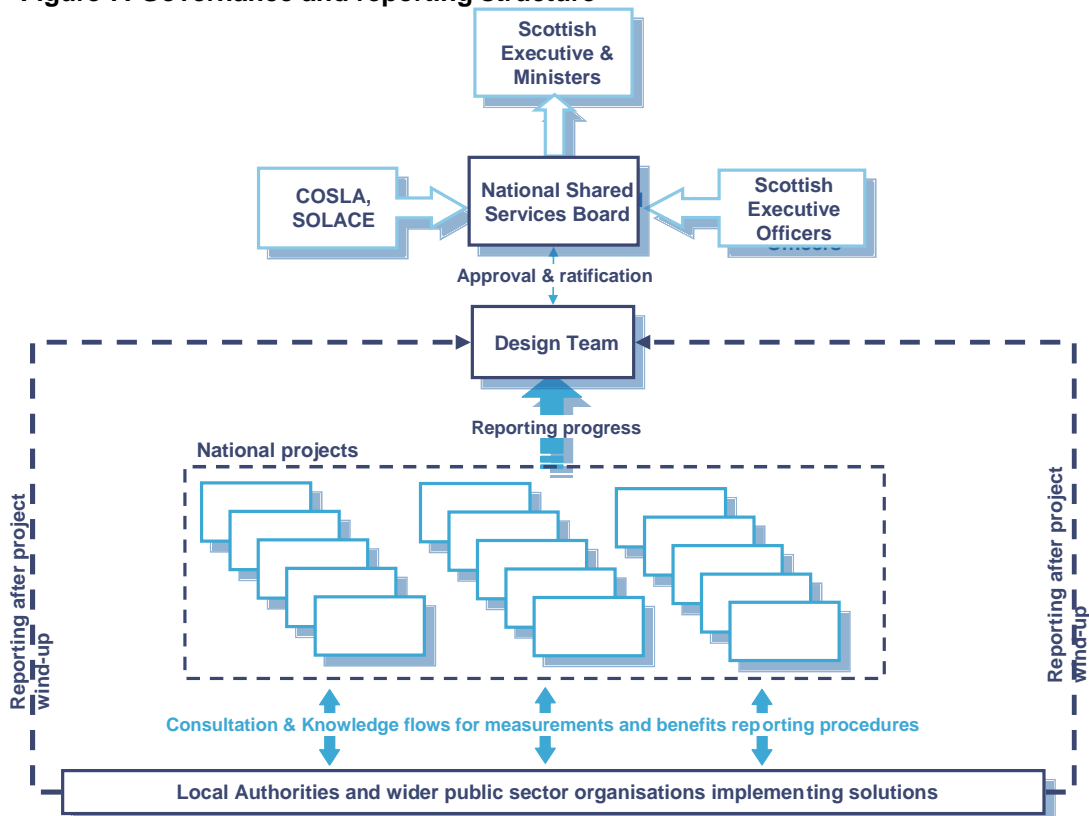 Scottish
Executive &
Ministers
COSLA,
SOLACE
National Shared
Services Board
Scottish
Executive
Officers
Officers
Approval & ratification
Design Team
Reporting progress
National projects
Reporting after project
wind-up
Reporting after project
wind-up
Consultation & Knowledge flows for measurements and benefits reporting procedures
Local Authorities and wider public sector organisations implementing solutions